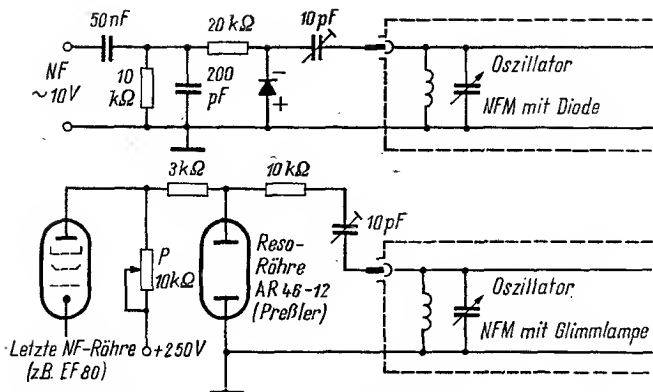 50nF
20kΩ
10pF
NF
~10V
10
kΩ
200
pF
−
+
Oszillator
NFM mit Diode
3kΩ
10kΩ
10pF
P
10kΩ
Reso-
Röhre
AR 46-12
(Preßler)
Oszillator
NFM mit Glimmlampe
Letzte NF-Röhre
(z.B. EF 80)
+250V